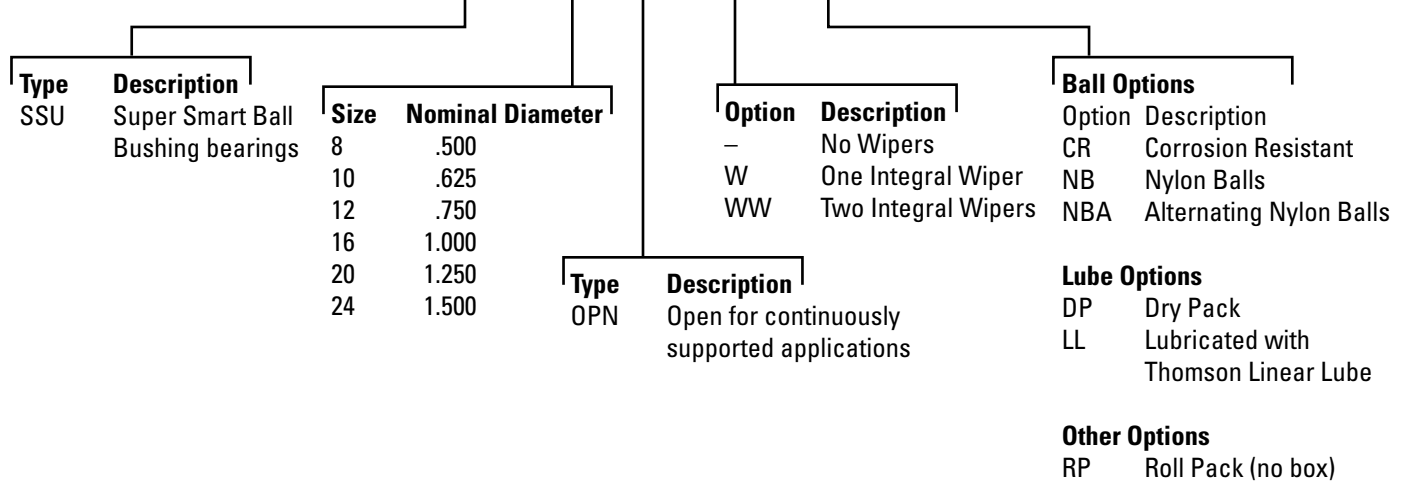 Type Description
SSU Super Smart Ball
Bushing bearings
Size Nominal Diameter
8 .500
10 .625
12 .750
16 1.000
20 1.250
24 1.500
Type Description
OPN Open for continuously
supported applications
Option Description
– No Wipers
W One Integral Wiper
WW Two Integral Wipers
Ball Options
Option Description
CR Corrosion Resistant
NB Nylon Balls
NBA Alternating Nylon Balls
Lube Options
DP Dry Pack
LL Lubricated with
Thomson Linear Lube
Other Options
RP Roll Pack (no box)